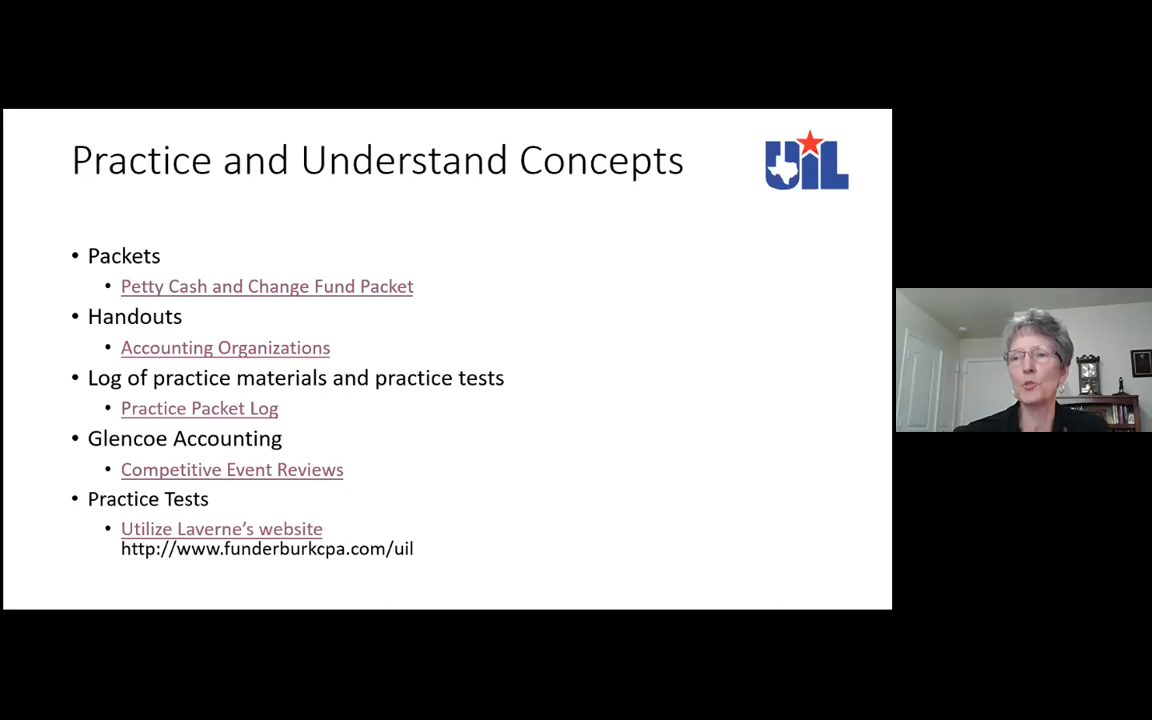 Practice and Understand Concepts
UIL
• Packets
• Petty Cash and Change Fund Packet
• Handouts
• Accounting Organizations
• Log of practice materials and practice tests
• Practice Packet Log
• Glencoe Accounting
• Competitive Event Reviews
• Practice Tests
• Utilize Laverne’s website
http://www.funderburkcpa.com/uil